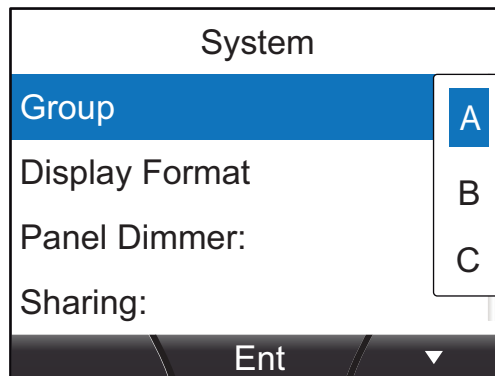 System
Group
A
Display Format
B
Panel Dimmer:
C
Sharing:
Ent